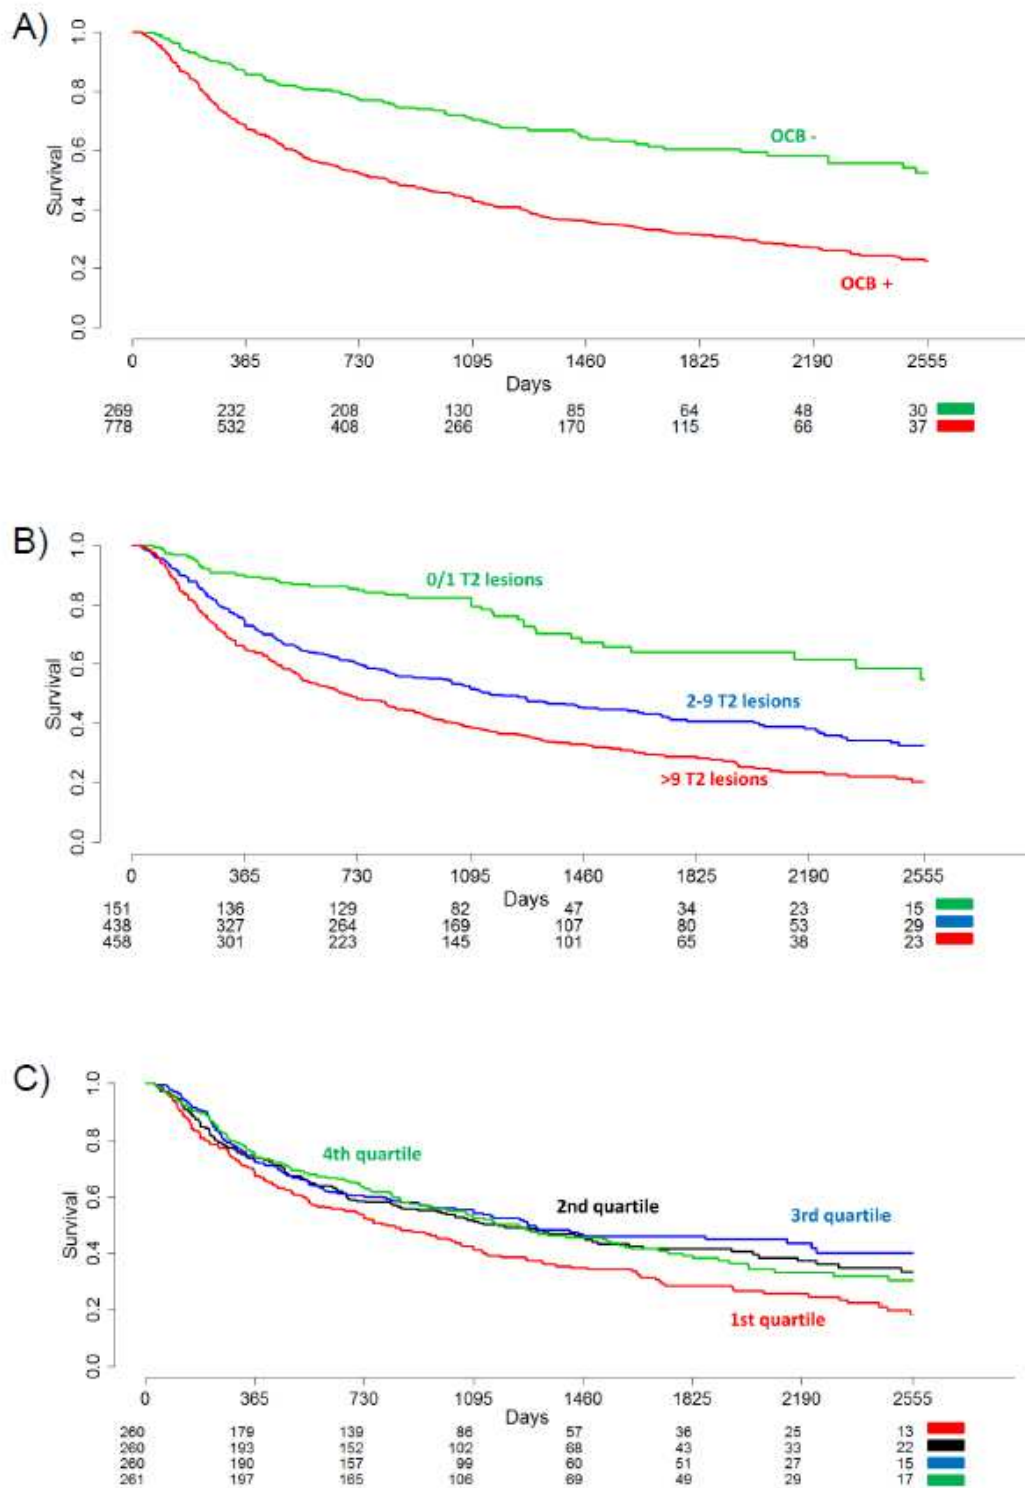 A)
1.0
0.8
0.6
0.4
0.2
0.0
Survival
OCB -
OCB +
0 365 730 1095 1460 1825 2190 2555
Days
269 232 208 130 85 64 48 30
778 532 408 266 170 115 66 37
B)
1.0
0.8
0.6
0.4
0.2
0.0
Survival
0/1 T2 lesions
2-9 T2 lesions
>9 T2 lesions
0 365 730 1095 1460 1825 2190 2555
Days
151 136 129 82 47 34 23 15
438 327 264 169 107 80 53 29
458 301 223 145 101 65 38 23
C)
1.0
0.8
0.6
0.4
0.2
0.0
Survival
4th quartile
2nd quartile
3rd quartile
1st quartile
0 365 730 1095 1460 1825 2190 2555
Days
260 179 139 86 57 36 25 13
260 193 152 102 68 43 33 22
260 190 157 99 60 51 27 15
261 197 165 106 69 49 29 17